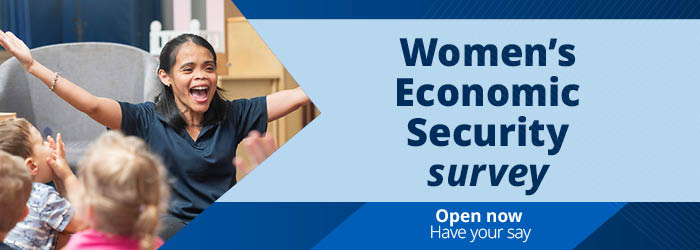 Women’s
Economic
Security
survey
Open now
Have your say